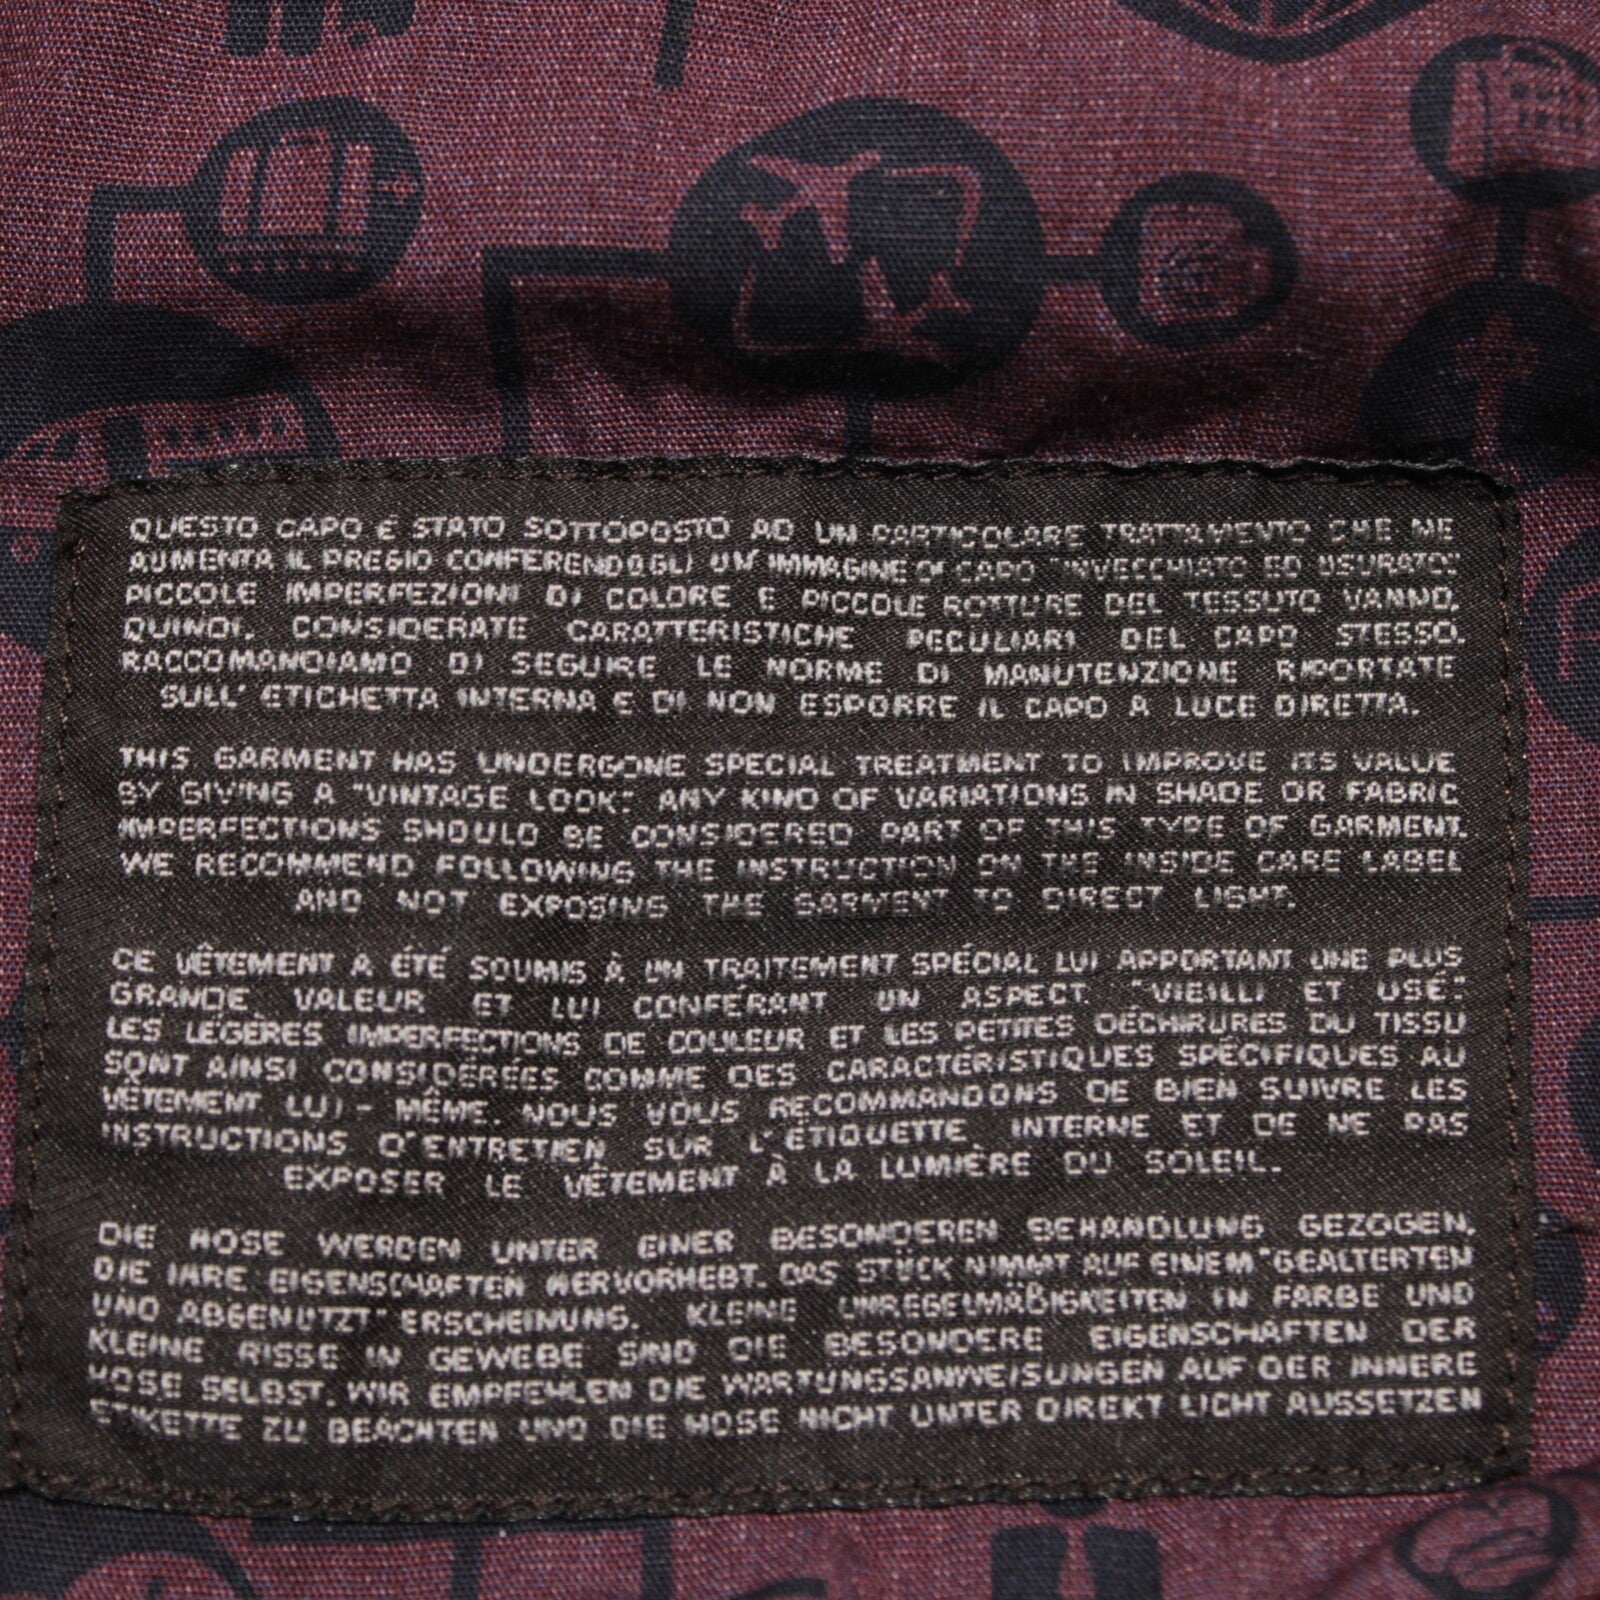 QUESTO CAPO É STATO SOTTOPOSTO AD UN PARTICOLARE TRATTAMENTO CHE NE
AUMENTA IL PREGIO CONFERENDOGLI UN' IMMAGINE DI CAPO "INVECCHIATO ED USURATO"
PICCOLE IMPERFEZIONI DI COLORE E PICCOLE ROTTURE DEL TESSUTO VANNO,
QUINDI, CONSIDERATE CARATTERISTICHE PECULIARI DEL CAPO STESSO.
RACCOMANDIAMO DI SEGUIRE LE NORME DI MANUTENZIONE RIPORTATE
SULL' ETICHETTA INTERNA E DI NON ESPORRE IL CAPO A LUCE DIRETTA.
THIS GARMENT HAS UNDERGONE SPECIAL TREATMENT TO IMPROVE ITS VALUE
BY GIVING A "VINTAGE LOOK". ANY KIND OF VARIATIONS IN SHADE OR FABRIC
IMPERFECTIONS SHOULD BE CONSIDERED PART OF THIS TYPE OF GARMENT.
WE RECOMMEND FOLLOWING THE INSTRUCTION ON THE INSIDE CARE LABEL
AND NOT EXPOSING THE GARMENT TO DIRECT LIGHT.
CE VÊTEMENT A ÉTÉ SOUMIS À UN TRAITEMENT SPÉCIAL LUI APPORTANT UNE PLUS
GRANDE VALEUR ET LUI CONFÉRANT UN ASPECT "VIEILLI ET USÉ".
LES LÉGÈRES IMPERFECTIONS DE COULEUR ET LES PETITES DÉCHIRURES DU TISSU
SONT AINSI CONSIDÉRÉES COMME DES CARACTÉRISTIQUES SPÉCIFIQUES AU
VÊTEMENT LUI - MÊME. NOUS VOUS RECOMMANDONS DE BIEN SUIVRE LES
INSTRUCTIONS D'ENTRETIEN SUR L'ÉTIQUETTE INTERNE ET DE NE PAS
EXPOSER LE VÊTEMENT À LA LUMIÈRE DU SOLEIL.
DIE HOSE WERDEN UNTER EINER BESONDEREN BEHANDLUNG GEZOGEN,
DIE IHRE EIGENSCHAFTEN HERVORHEBT. DAS STÜCK NIMMT AUF EINEM "GEALTERTEN
UND ABGENUTZT" ERSCHEINUNG. KLEINE UNREGELMÄßIGKEITEN IN FARBE UND
KLEINE RISSE IN GEWEBE SIND DIE BESONDERE EIGENSCHAFTEN DER
HOSE SELBST. WIR EMPFEHLEN DIE WARTUNGSANWEISUNGEN AUF DER INNERE
ETIKETTE ZU BEACHTEN UND DIE HOSE NICHT UNTER DIREKT LICHT AUSSETZEN